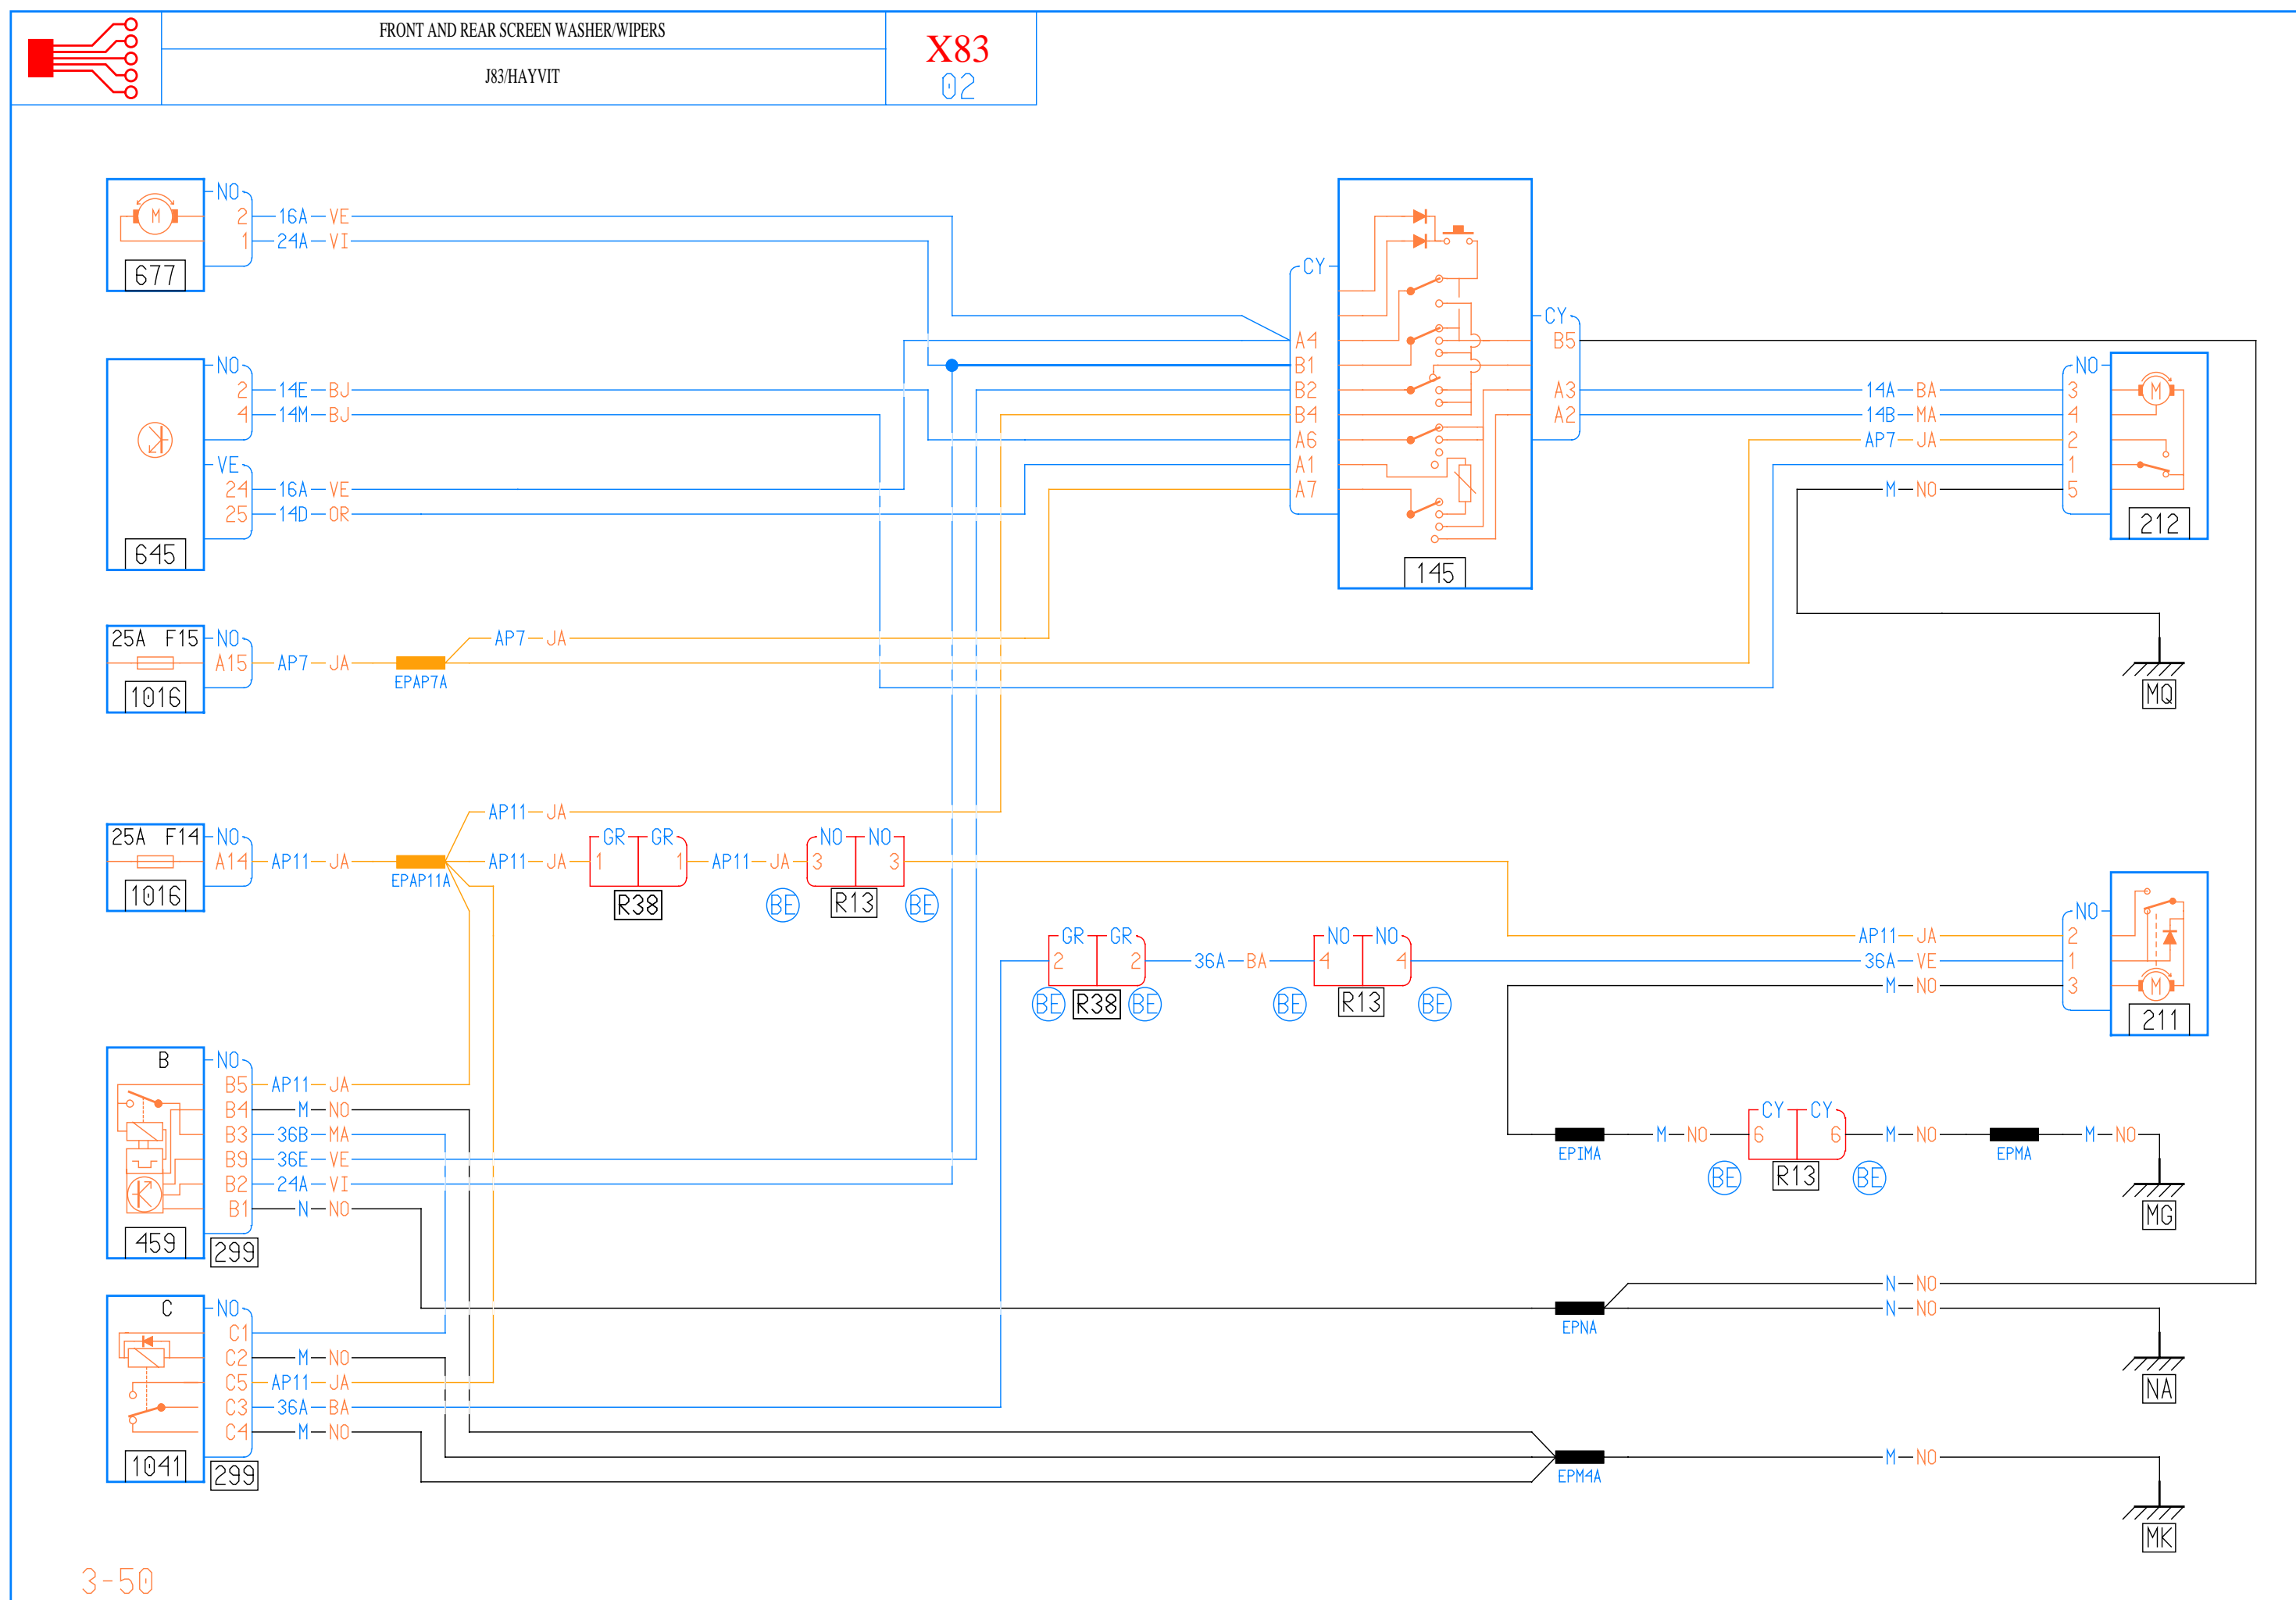 FRONT AND REAR SCREEN WASHER/WIPERS
J83/HAYVIT
X83
02
M
NO
2 16A VE
1 24A VI
677
NO
2 14E BJ
4 14M BJ
VE
24 16A VE
25 14D OR
645
CY
A4
B1
B2
B4
A6
A1
A7
145
CY
B5
A3
A2
14A BA
14B MA
AP7 JA
M NO
NO
3
4
2
1
5
M
212
MQ
25A F15 NO
A15 AP7 JA
EPAP7A
AP7 JA
1016
25A F14 NO
A14 AP11 JA
EPAP11A
AP11 JA
AP11 JA
1016
GR GR
1 1
R38
AP11 JA
NO NO
3 3
BE R13 BE
GR GR
2 2
BE R38 BE
36A BA
NO NO
4 4
BE R13 BE
AP11 JA
36A VE
M NO
NO
2
1
3
M
211
B NO
B5 AP11 JA
B4 M NO
B3 36B MA
B9 36E VE
B2 24A VI
B1 N NO
459 299
EPIMA
M NO
CY CY
6 6
BE R13 BE
M NO
EPMA
M NO
MG
C NO
C1
C2 M NO
C5 AP11 JA
C3 36A BA
C4 M NO
1041 299
EPNA
N NO
N NO
NA
EPM4A
M NO
MK
3-50